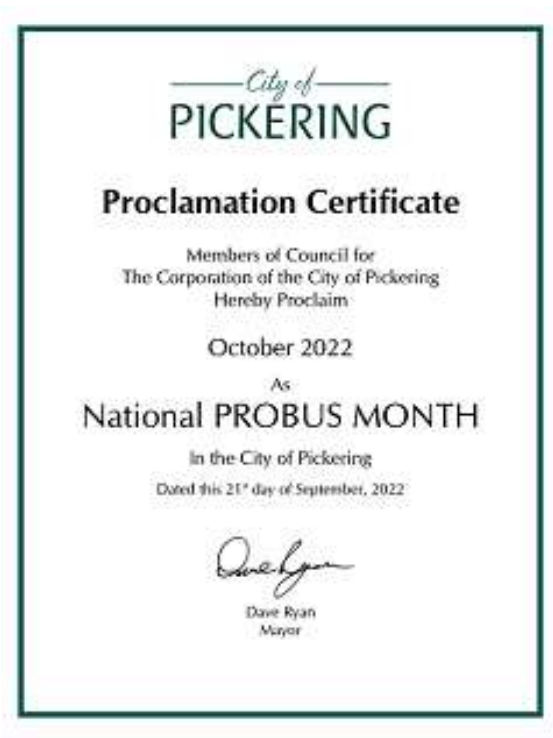 City of
PICKERING
Proclamation Certificate
Members of Council for
The Corporation of the City of Pickering
Hereby Proclaim
October 2022
As
National PROBUS MONTH
In the City of Pickering
Dated this 21st day of September, 2022
Dave Ryan
Dave Ryan
Mayor